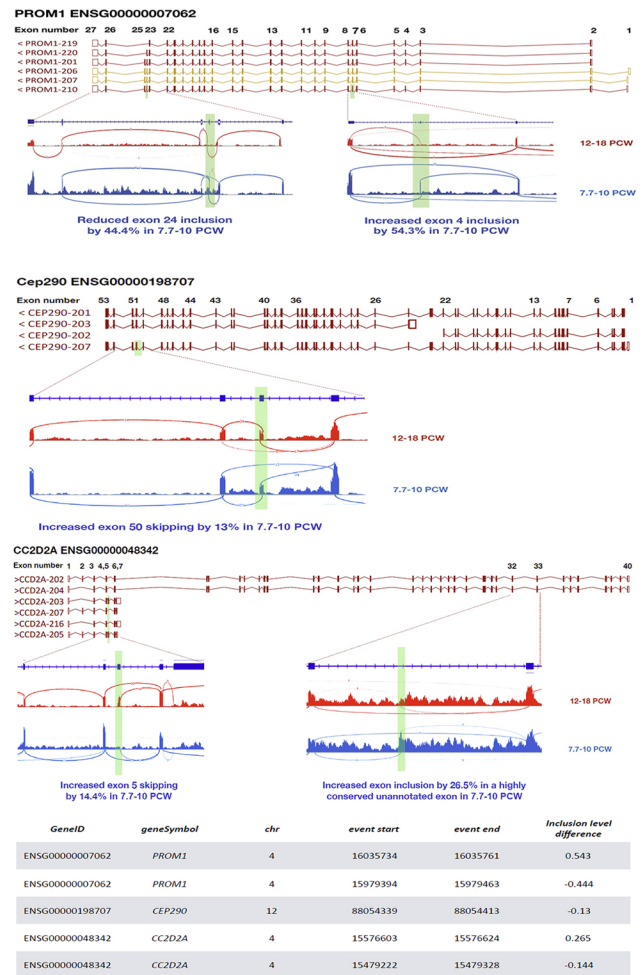 PROM1 ENSG00000007062
Exon number 27 26 25 23 22 16 15 13 11 9 8 7 6 5 4 3 2 1
< PROM1-219
< PROM1-220
< PROM1-201
< PROM1-206
< PROM1-207
< PROM1-210
12-18 PCW
7.7-10 PCW
Reduced exon 24 inclusion
by 44.4% in 7.7-10 PCW
Increased exon 4 inclusion
by 54.3% in 7.7-10 PCW
Cep290 ENSG00000198707
Exon number 53 51 48 44 43 40 36 26 22 13 7 6 1
< CEP290-201
< CEP290-203
< CEP290-202
< CEP290-207
12-18 PCW
7.7-10 PCW
Increased exon 50 skipping by 13% in 7.7-10 PCW
CC2D2A ENSG00000048342
Exon number 1 2 3 4,5 6,7 32 33 40
>CCD2A-202
>CCD2A-204
>CCD2A-203
>CCD2A-207
>CCD2A-216
>CCD2A-205
12-18 PCW
7.7-10 PCW
Increased exon 5 skipping
by 14.4% in 7.7-10 PCW
Increased exon inclusion by 26.5% in a highly
conserved unannotated exon in 7.7-10 PCW
GeneID geneSymbol chr event start event end Inclusion level difference
ENSG00000007062 PROM1 4 16035734 16035761 0.543
ENSG00000007062 PROM1 4 15979394 15979463 -0.444
ENSG00000198707 CEP290 12 88054339 88054413 -0.13
ENSG00000048342 CC2D2A 4 15576603 15576624 0.265
ENSG00000048342 CC2D2A 4 15479222 15479328 -0.144